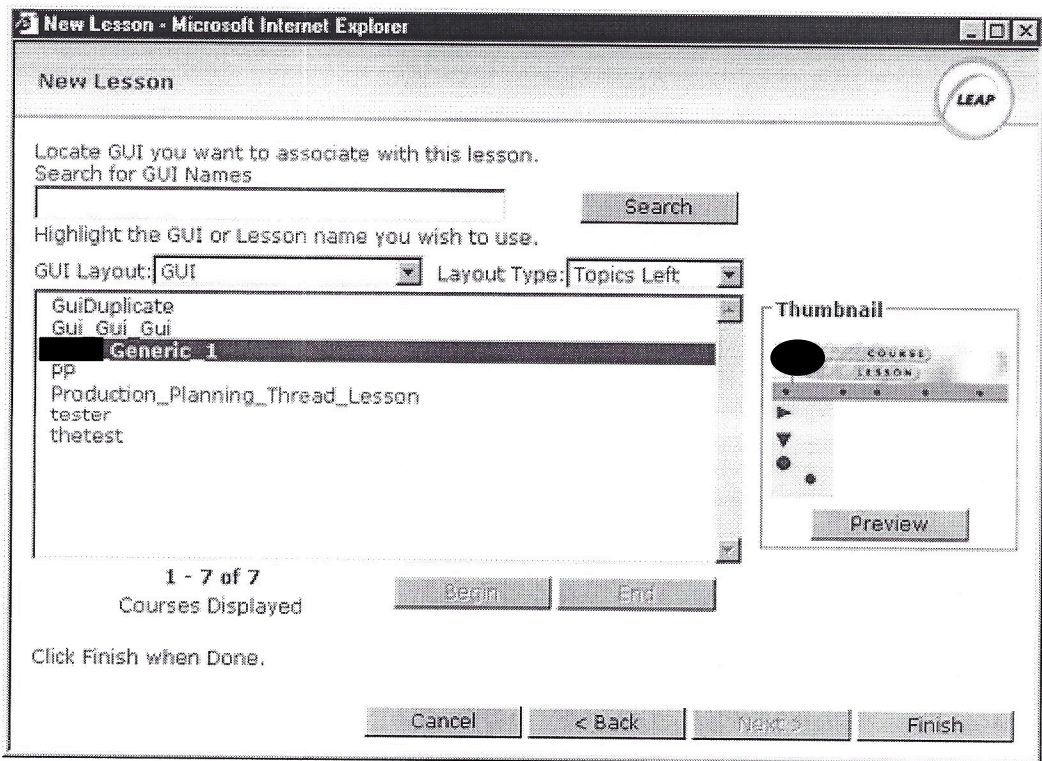 New Lesson - Microsoft Internet Explorer
New Lesson
LEAP
Locate GUI you want to associate with this lesson.
Search for GUI Names
Search
Highlight the GUI or Lesson name you wish to use.
GUI Layout: GUI Layout Type: Topics Left
GuiDuplicate
Gui_Gui_Gui
_Generic_1
PP
Production_Planning_Thread_Lesson
tester
thetest
Thumbnail
COURSE
LESSON
Preview
1 - 7 of 7
Courses Displayed
Begin End
Click Finish when Done.
Cancel < Back Next > Finish